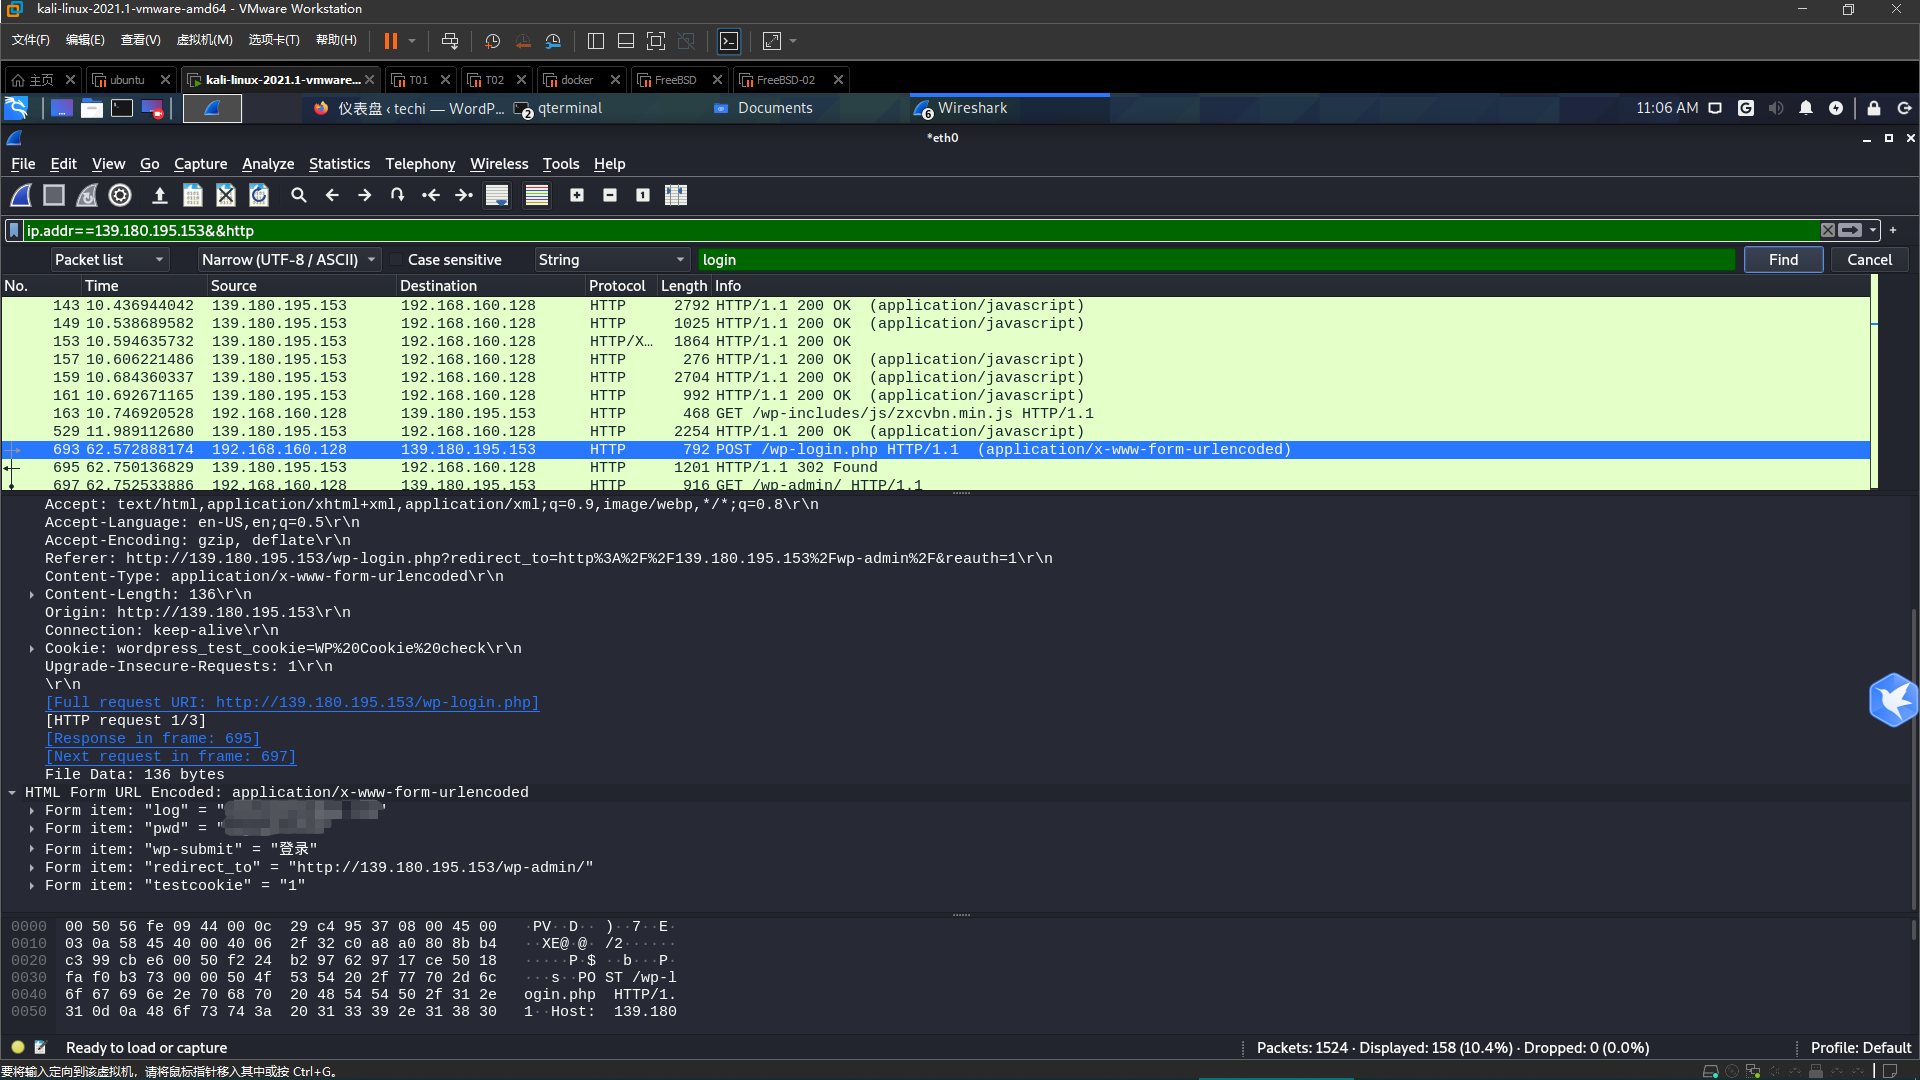 kali-linux-2021.1-vmware-amd64 - VMware Workstation
文件(F) 编辑(E) 查看(V) 虚拟机(M) 选项卡(T) 帮助(H)
主页 ubuntu kali-linux-2021.1-vmware... T01 T02 docker FreeBSD FreeBSD-02
仪表盘 ‹ techi — WordP... 2 qterminal Documents 6 Wireshark 11:06 AM
*eth0
File Edit View Go Capture Analyze Statistics Telephony Wireless Tools Help
ip.addr==139.180.195.153&&http
Packet list Narrow (UTF-8 / ASCII) Case sensitive String login Find Cancel
No. Time Source Destination Protocol Length Info
143 10.436944042 139.180.195.153 192.168.160.128 HTTP 2792 HTTP/1.1 200 OK (application/javascript)
149 10.538689582 139.180.195.153 192.168.160.128 HTTP 1025 HTTP/1.1 200 OK (application/javascript)
153 10.594635732 139.180.195.153 192.168.160.128 HTTP/X… 1864 HTTP/1.1 200 OK
157 10.606221486 139.180.195.153 192.168.160.128 HTTP 276 HTTP/1.1 200 OK (application/javascript)
159 10.684360337 139.180.195.153 192.168.160.128 HTTP 2704 HTTP/1.1 200 OK (application/javascript)
161 10.692671165 139.180.195.153 192.168.160.128 HTTP 992 HTTP/1.1 200 OK (application/javascript)
163 10.746920528 192.168.160.128 139.180.195.153 HTTP 468 GET /wp-includes/js/zxcvbn.min.js HTTP/1.1
529 11.989112680 139.180.195.153 192.168.160.128 HTTP 2254 HTTP/1.1 200 OK (application/javascript)
693 62.572888174 192.168.160.128 139.180.195.153 HTTP 792 POST /wp-login.php HTTP/1.1 (application/x-www-form-urlencoded)
695 62.750136829 139.180.195.153 192.168.160.128 HTTP 1201 HTTP/1.1 302 Found
697 62.752533886 192.168.160.128 139.180.195.153 HTTP 916 GET /wp-admin/ HTTP/1.1
Accept: text/html,application/xhtml+xml,application/xml;q=0.9,image/webp,*/*;q=0.8\r\n
Accept-Language: en-US,en;q=0.5\r\n
Accept-Encoding: gzip, deflate\r\n
Referer: http://139.180.195.153/wp-login.php?redirect_to=http%3A%2F%2F139.180.195.153%2Fwp-admin%2F&reauth=1\r\n
Content-Type: application/x-www-form-urlencoded\r\n
Content-Length: 136\r\n
Origin: http://139.180.195.153\r\n
Connection: keep-alive\r\n
Cookie: wordpress_test_cookie=WP%20Cookie%20check\r\n
Upgrade-Insecure-Requests: 1\r\n
\r\n
[Full request URI: http://139.180.195.153/wp-login.php]
[HTTP request 1/3]
[Response in frame: 695]
[Next request in frame: 697]
File Data: 136 bytes
HTML Form URL Encoded: application/x-www-form-urlencoded
Form item: "log" = "
Form item: "pwd" = "
Form item: "wp-submit" = "登录"
Form item: "redirect_to" = "http://139.180.195.153/wp-admin/"
Form item: "testcookie" = "1"
0000 00 50 56 fe 09 44 00 0c 29 c4 95 37 08 00 45 00 ·PV··D·· )··7··E·
0010 03 0a 58 45 40 00 40 06 2f 32 c0 a8 a0 80 8b b4 ··XE@·@· /2······
0020 c3 99 cb e6 00 50 f2 24 b2 97 62 97 17 ce 50 18 ·····P·$ ··b···P·
0030 fa f0 b3 73 00 00 50 4f 53 54 20 2f 77 70 2d 6c ···s··PO ST /wp-l
0040 6f 67 69 6e 2e 70 68 70 20 48 54 54 50 2f 31 2e ogin.php HTTP/1.
0050 31 0d 0a 48 6f 73 74 3a 20 31 33 39 2e 31 38 30 1··Host: 139.180
Ready to load or capture Packets: 1524 · Displayed: 158 (10.4%) · Dropped: 0 (0.0%) Profile: Default
要将输入定向到该虚拟机，请将鼠标指针移入其中或按 Ctrl+G。